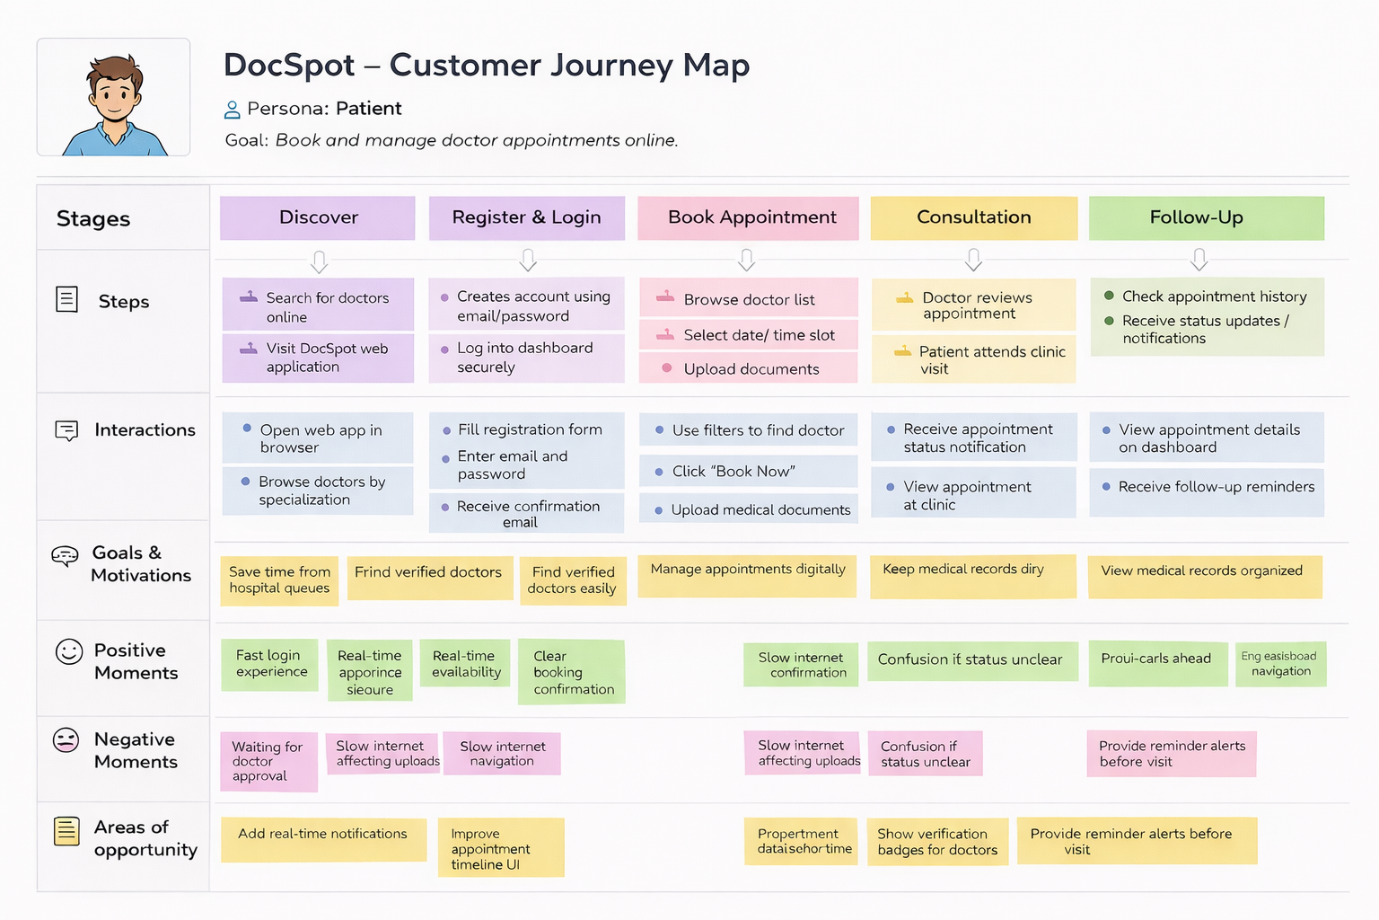 DocSpot – Customer Journey Map
Persona: Patient
Goal: Book and manage doctor appointments online.
Stages
Discover
Register & Login
Book Appointment
Consultation
Follow-Up
Steps
Search for doctors
online
Visit DocSpot web
application
Creates account using
email/password
Log into dashboard
securely
Browse doctor list
Select date/ time slot
Upload documents
Doctor reviews
appointment
Patient attends clinic
visit
Check appointment history
Receive status updates /
notifications
Interactions
Open web app in
browser
Browse doctors by
specialization
Fill registration form
Enter email and
password
Receive confirmation
email
Use filters to find doctor
Click “Book Now”
Upload medical documents
Receive appointment
status notification
View appointment
at clinic
View appointment details
on dashboard
Receive follow-up reminders
Goals &
Motivations
Save time from
hospital queues
Frind verified doctors
Find verified
doctors easily
Manage appointments digitally
Keep medical records diry
View medical records organized
Positive
Moments
Fast login
experience
Real-time
apporince
sieoure
Real-time
availability
Clear
booking
confirmation
Slow internet
confirmation
Confusion if status unclear
Proui-carls ahead
Eng easisboad
navigation
Negative
Moments
Waiting for
doctor
approval
Slow internet
affecting uploads
Slow internet
navigation
Slow internet
affecting uploads
Confusion if
status unclear
Provide reminder alerts
before visit
Areas of
opportunity
Add real-time notifications
Improve
appointment
timeline UI
Propertment
Show verification
badges for doctors
Provide reminder alerts before
visit